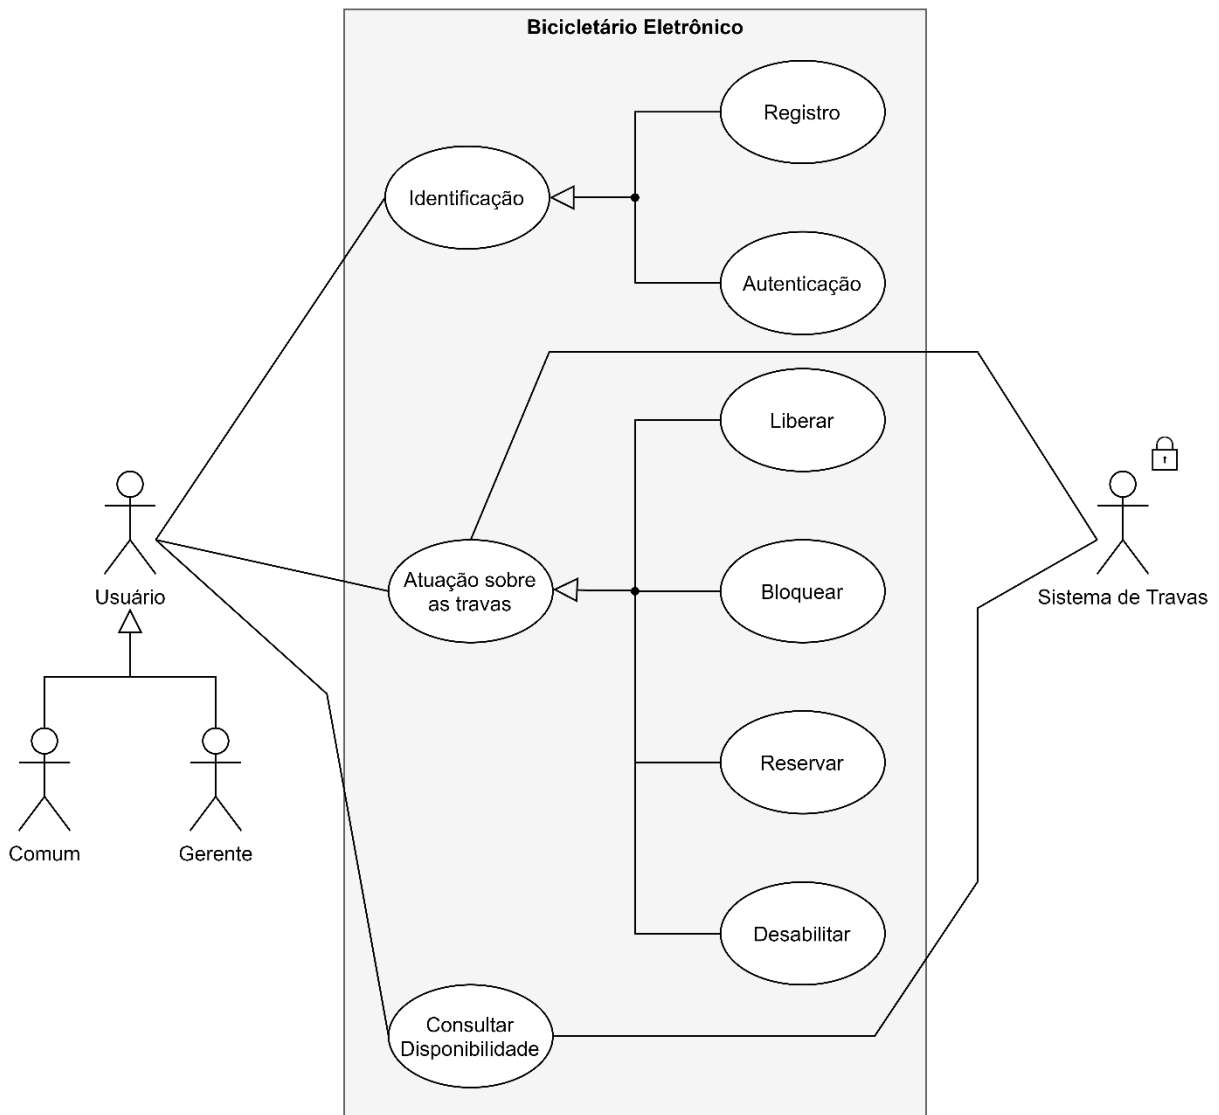 Bicicletário Eletrônico
Registro
Identificação
Autenticação
Liberar
Usuário
Atuação sobre
as travas
Bloquear
Sistema de Travas
Reservar
Comum
Gerente
Desabilitar
Consultar
Disponibilidade